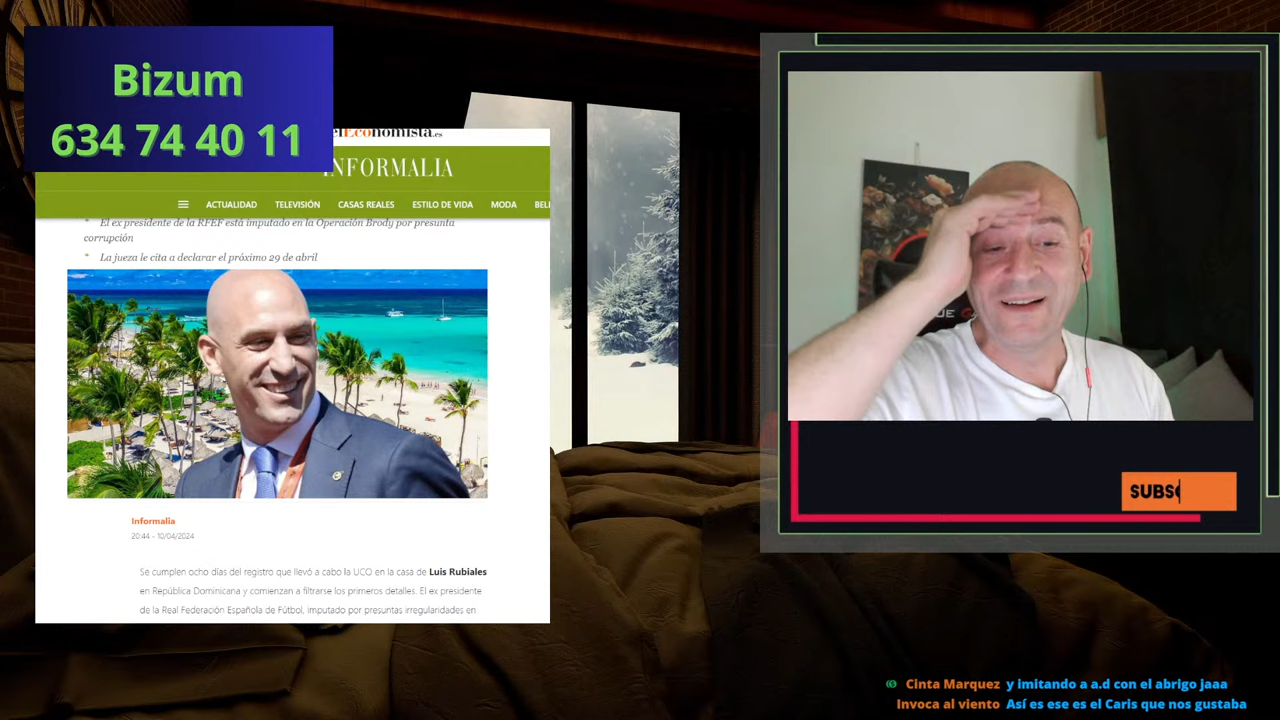 Bizum
634 74 40 11
elEconomista.es
INFORMALIA
ACTUALIDAD TELEVISIÓN CASAS REALES ESTILO DE VIDA MODA
* El ex presidente de la RFEF está imputado en la Operación Brody por presunta
corrupción
* La jueza le cita a declarar el próximo 29 de abril
Informalia
20:44 - 10/04/2024
Se cumplen ocho días del registro que llevó a cabo la UCO en la casa de Luis Rubiales
en República Dominicana y comienzan a filtrarse los primeros detalles. El ex presidente
de la Real Federación Española de Fútbol, imputado por presuntas irregularidades en
SUBS
Cinta Marquez y imitando a a.d con el abrigo jaaa
Invoca al viento Así es ese es el Caris que nos gustaba